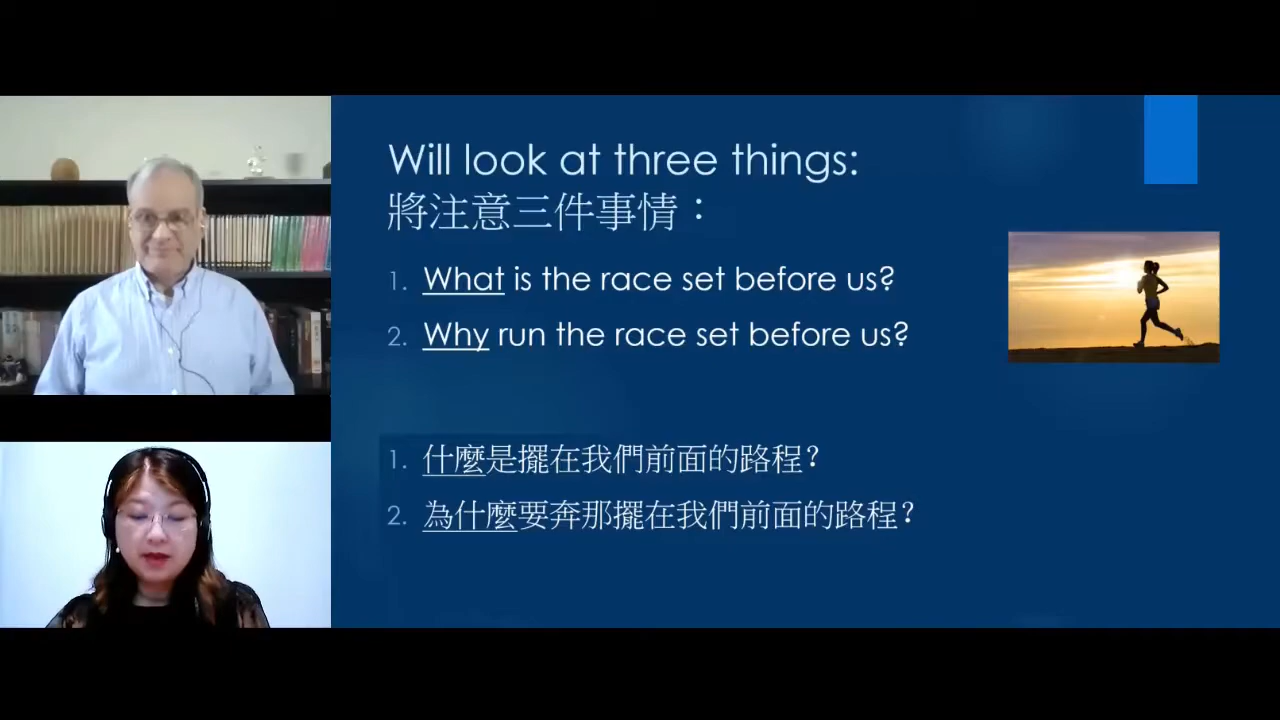 Will look at three things:
將注意三件事情：
1. What is the race set before us?
2. Why run the race set before us?
1. 什麼是擺在我們前面的路程？
2. 為什麼要奔那擺在我們前面的路程？